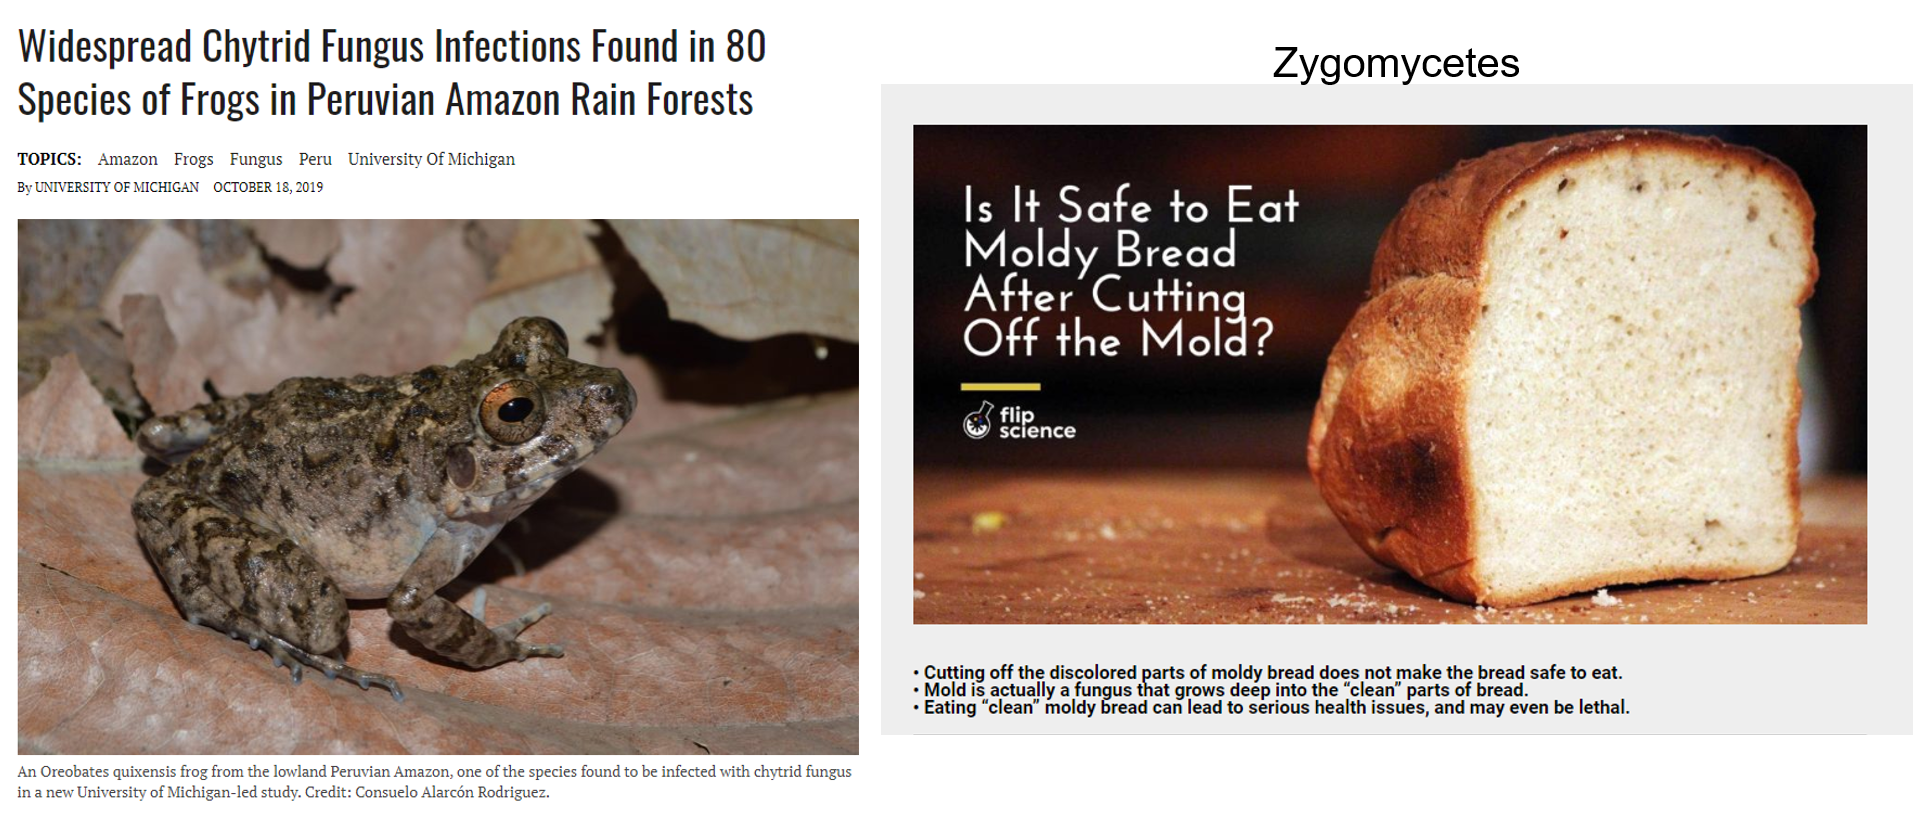 Widespread Chytrid Fungus Infections Found in 80
Species of Frogs in Peruvian Amazon Rain Forests
TOPICS: Amazon Frogs Fungus Peru University Of Michigan
By UNIVERSITY OF MICHIGAN OCTOBER 18, 2019
An Oreobates quixensis frog from the lowland Peruvian Amazon, one of the species found to be infected with chytrid fungus
in a new University of Michigan-led study. Credit: Consuelo Alarcón Rodriguez.
Zygomycetes
Is It Safe to Eat
Moldy Bread
After Cutting
Off the Mold?
flip
science
• Cutting off the discolored parts of moldy bread does not make the bread safe to eat.
• Mold is actually a fungus that grows deep into the “clean” parts of bread.
• Eating “clean” moldy bread can lead to serious health issues, and may even be lethal.